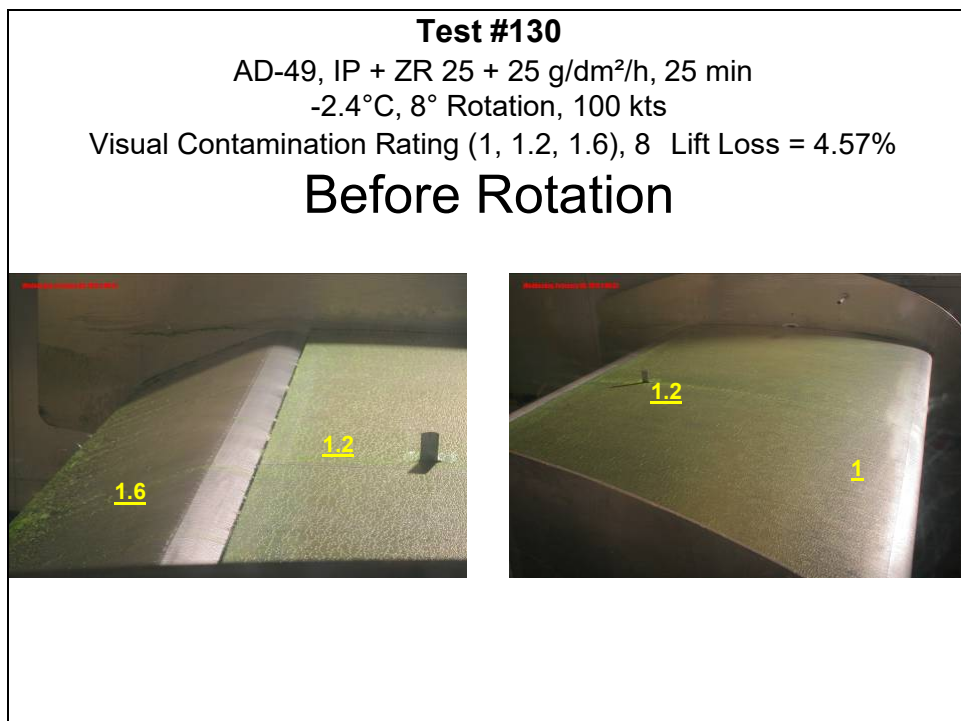 Test #130
AD-49, IP + ZR 25 + 25 g/dm²/h, 25 min
-2.4°C, 8° Rotation, 100 kts
Visual Contamination Rating (1, 1.2, 1.6), 8 Lift Loss = 4.57%
Before Rotation
1.2
1.6
1.2
1